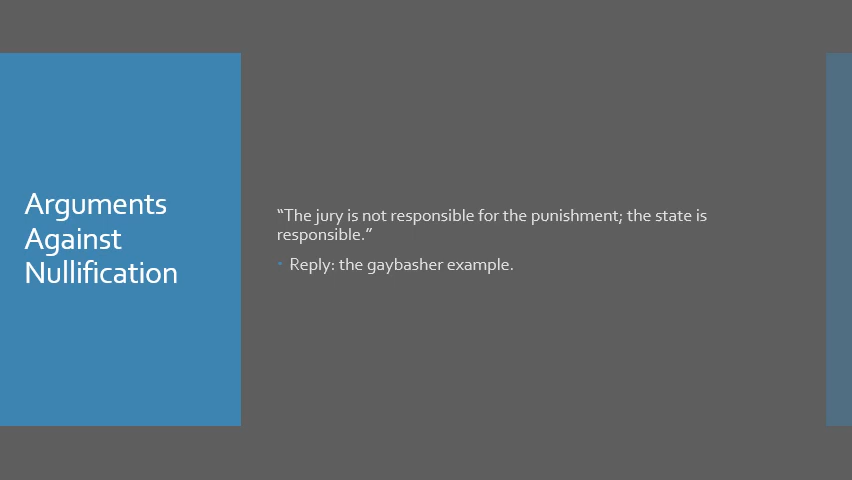 Arguments
Against
Nullification
“The jury is not responsible for the punishment; the state is
responsible.”
• Reply: the gaybasher example.